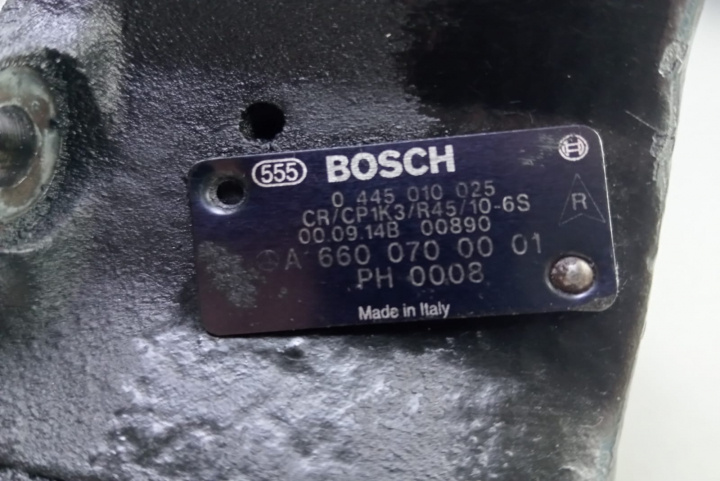 555 BOSCH
0 445 010 025
CR/CP1K3/R45/10-6S
00.09.14B 00890
A 660 070 00 01
PH 0008
Made in Italy
R